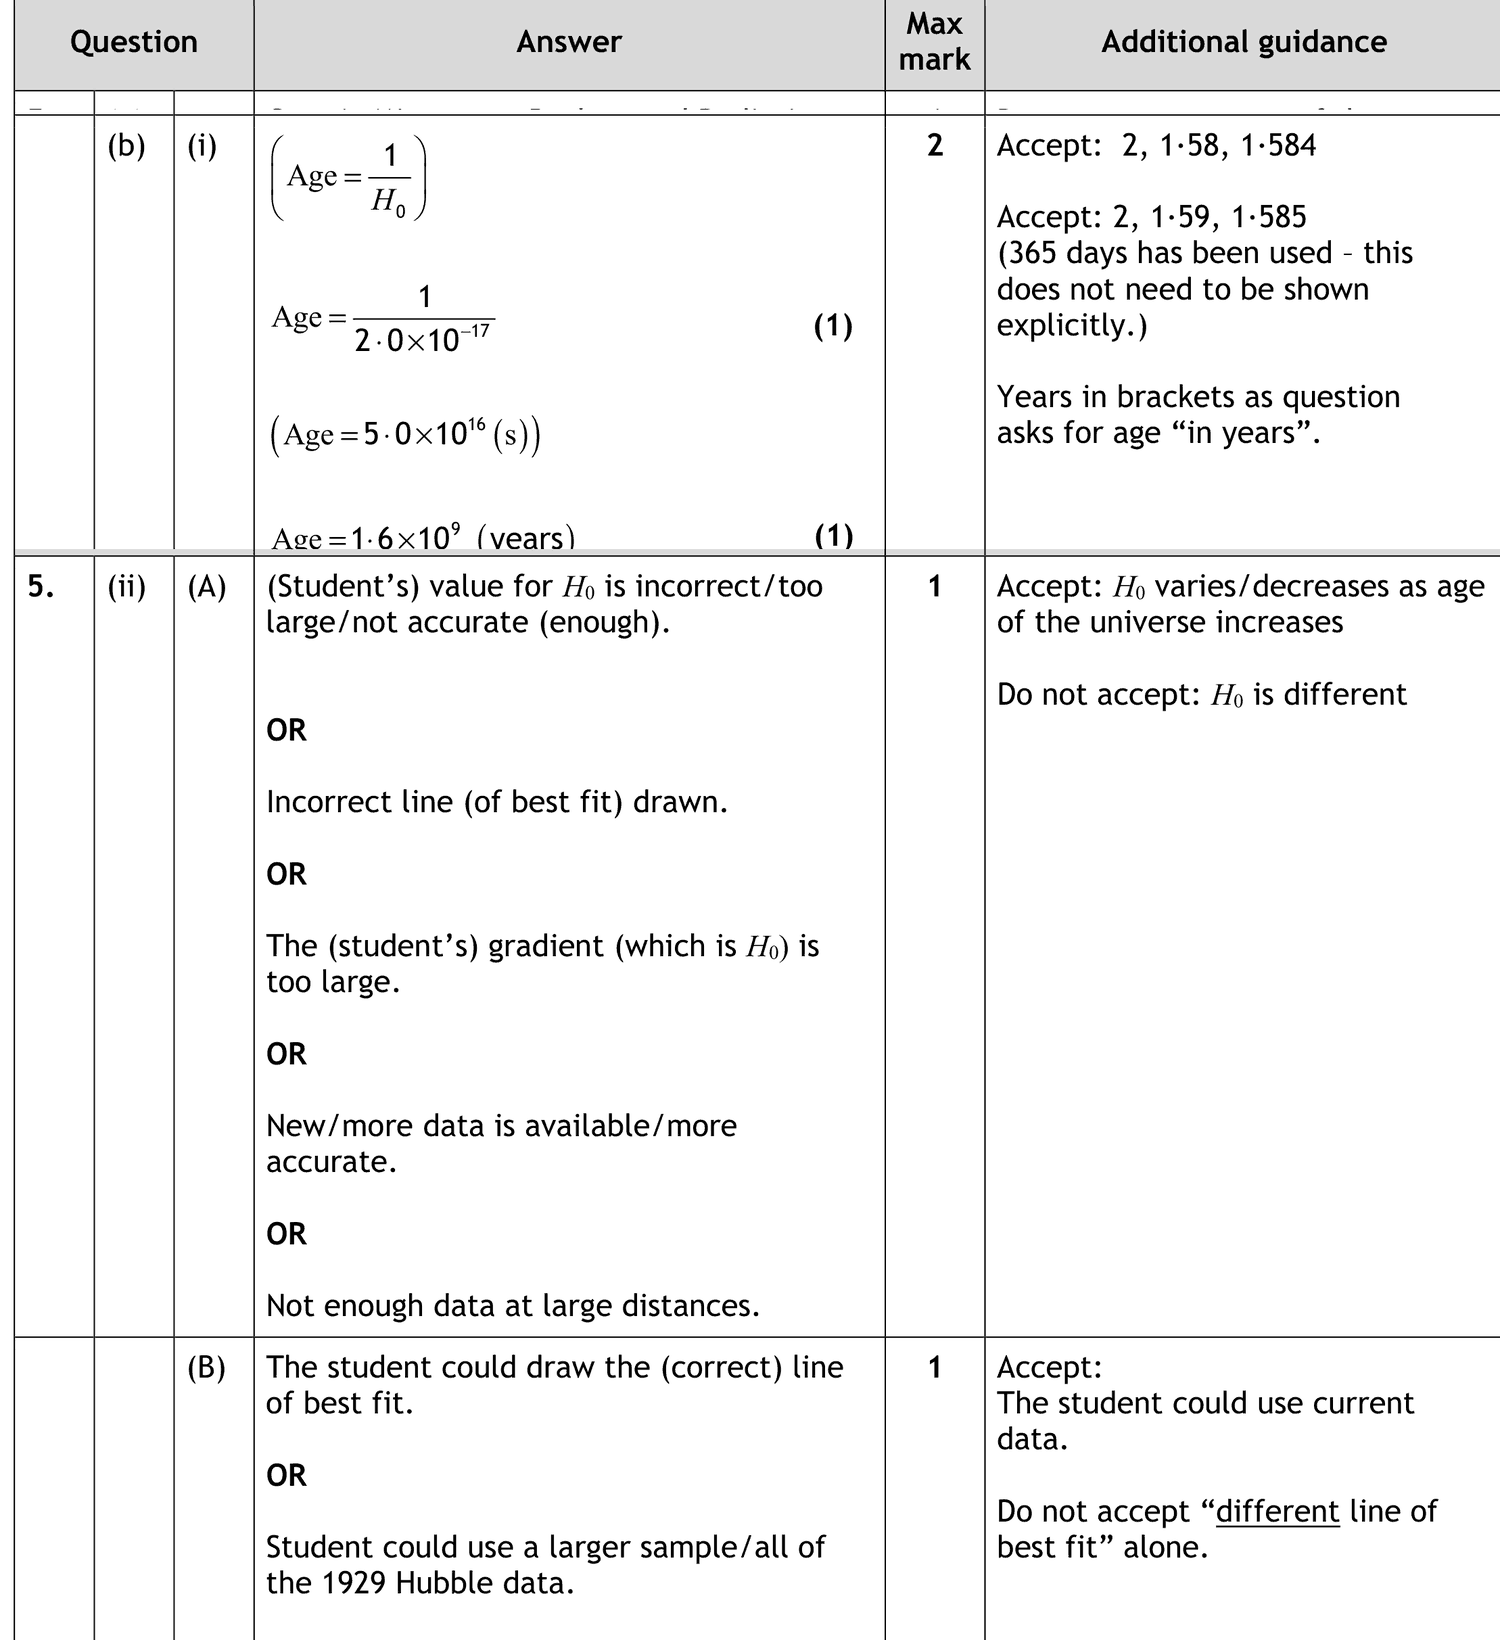 Question Answer Max mark Additional guidance
(b) (i) (Age = 1/H₀) 2 Accept: 2, 1·58, 1·584
Accept: 2, 1·59, 1·585
(365 days has been used – this
does not need to be shown
explicitly.)
Age = 1/(2·0×10⁻¹⁷) (1)
Years in brackets as question
asks for age “in years”.
(Age = 5·0×10¹⁶ (s))
Age = 1·6×10⁹ (years) (1)
5. (ii) (A) (Student’s) value for H₀ is incorrect/too
large/not accurate (enough).
1
Accept: H₀ varies/decreases as age
of the universe increases
Do not accept: H₀ is different
OR
Incorrect line (of best fit) drawn.
OR
The (student’s) gradient (which is H₀) is
too large.
OR
New/more data is available/more
accurate.
OR
Not enough data at large distances.
(B) The student could draw the (correct) line
of best fit.
OR
Student could use a larger sample/all of
the 1929 Hubble data.
1
Accept:
The student could use current
data.
Do not accept “different line of
best fit” alone.